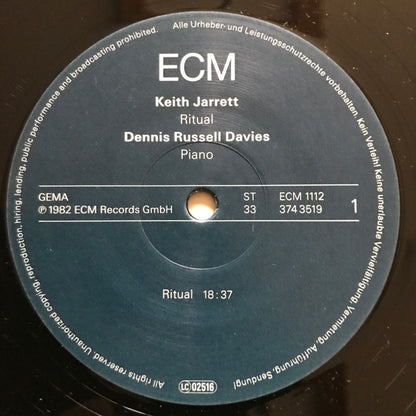 ECM
Keith Jarrett
Ritual
Dennis Russell Davies
Piano
GEMA
℗ 1982 ECM Records GmbH
ST
33
ECM 1112
374 3519
1
Ritual 18:37
LC 02516
Alle Urheber- und Leistungsschutzrechte vorbehalten. Kein Verleih! Keine unerlaubte Vervielfältigung, Vermietung, Aufführung, Sendung!
All rights reserved. Unauthorized copying, reproduction, hiring, lending, public performance and broadcasting prohibited.